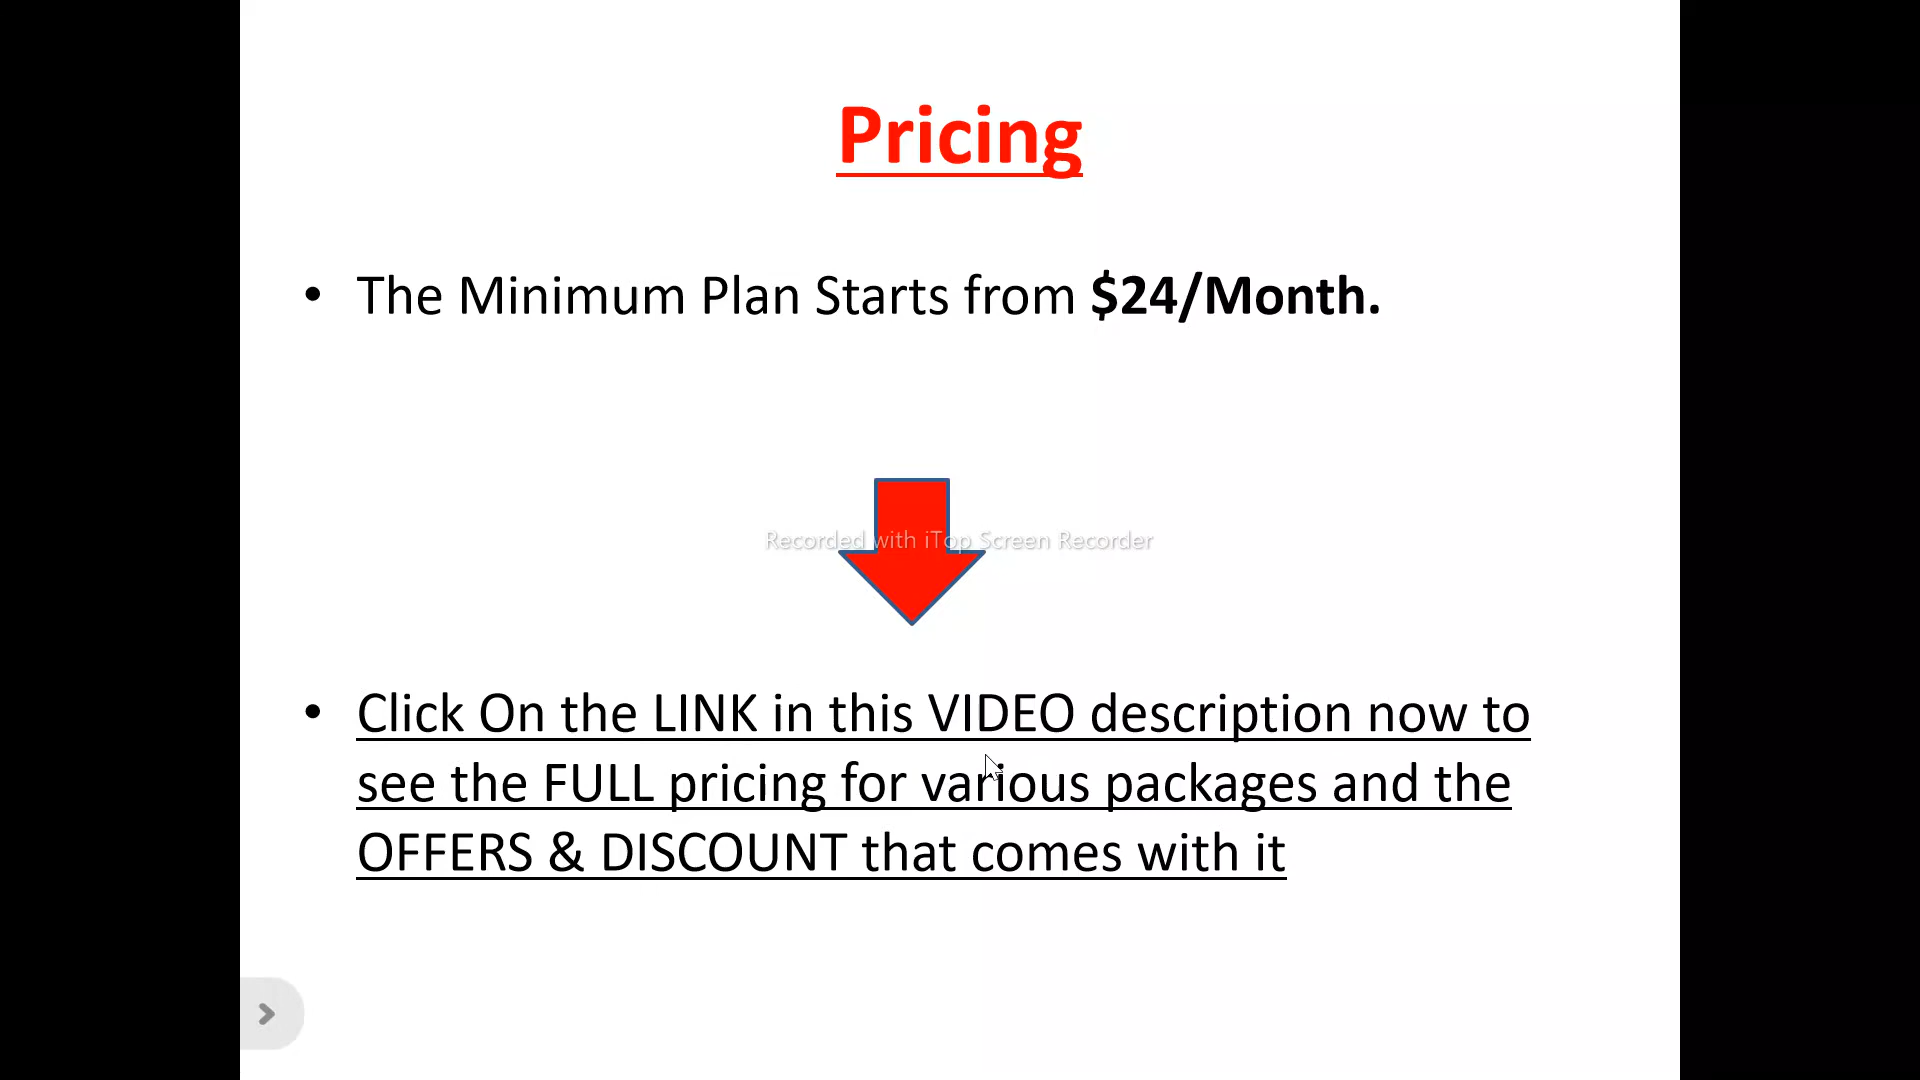 Pricing
• The Minimum Plan Starts from $24/Month.
Recorded with iTop Screen Recorder
• Click On the LINK in this VIDEO description now to
see the FULL pricing for various packages and the
OFFERS & DISCOUNT that comes with it